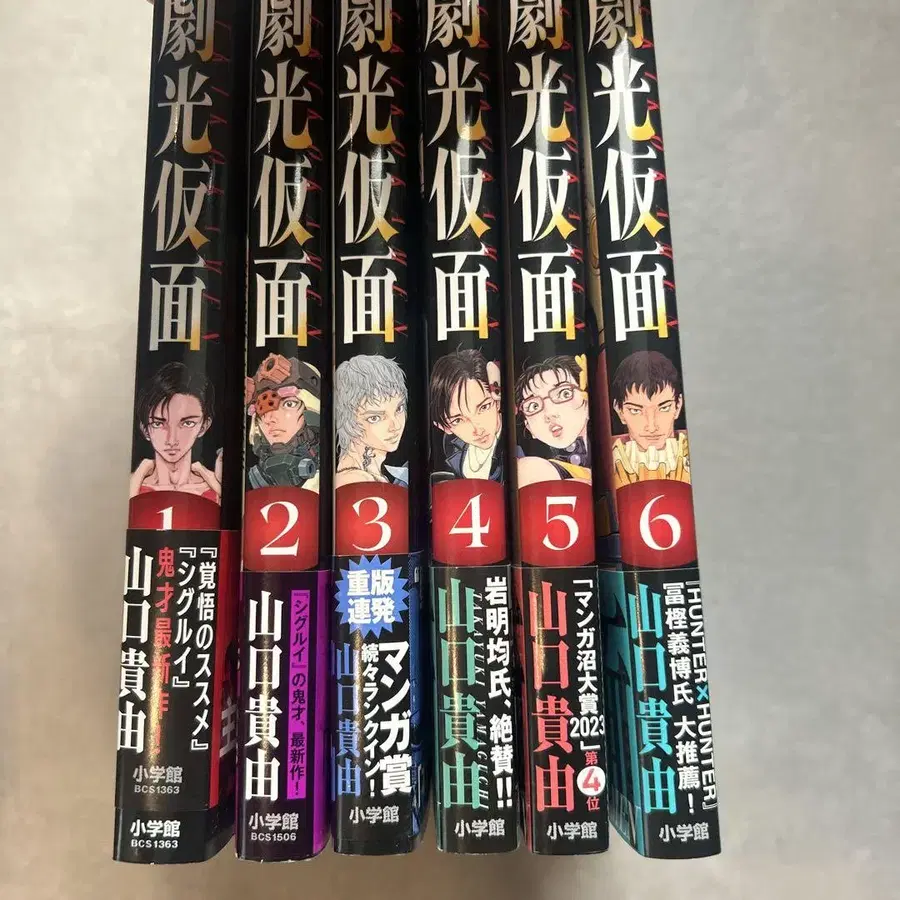 劇光仮面
1
『覚悟のススメ』
『シグルイ』
鬼才最新作!
山口貴由
小学館
BCS1363
小学館
BCS1363
劇光仮面
2
『シグルイ』の鬼才、最新作!
山口貴由
小学館
BCS1506
劇光仮面
3
重版
連発
マンガ賞
続々ランクイン!
山口貴由
小学館
劇光仮面
4
岩明均氏、絶賛!!
山口貴由
TAKAYUKI YAMAGUCHI
小学館
劇光仮面
5
「マンガ沼大賞
2023」
第4位
山口貴由
小学館
劇光仮面
6
『HUNTER×HUNTER』
冨樫義博氏 大推薦!
山口貴由
小学館